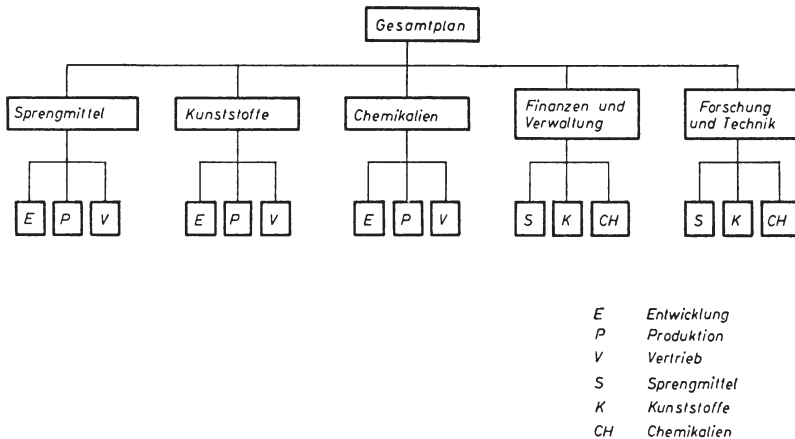 Gesamtplan
Sprengmittel
Kunststoffe
Chemikalien
Finanzen und
Verwaltung
Forschung
und Technik
E P V
E P V
E P V
S K CH
S K CH
E Entwicklung
P Produktion
V Vertrieb
S Sprengmittel
K Kunststoffe
CH Chemikalien